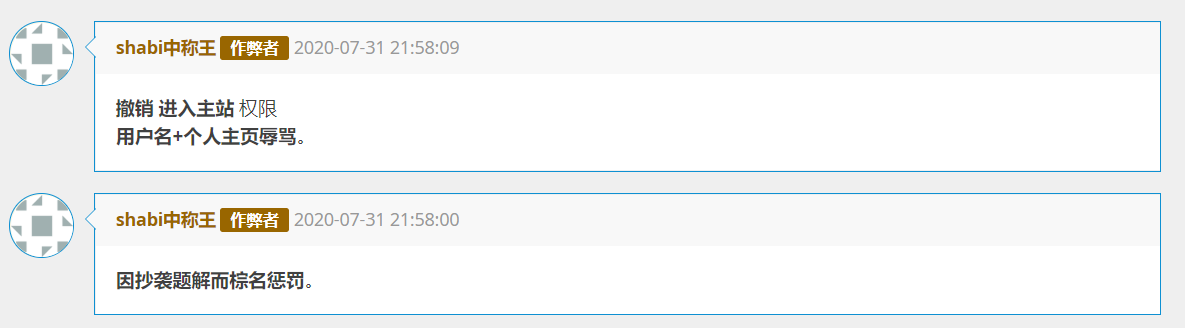 shabi中称王 作弊者 2020-07-31 21:58:09
撤销 进入主站 权限
用户名+个人主页辱骂。
shabi中称王 作弊者 2020-07-31 21:58:00
因抄袭题解而棕名惩罚。